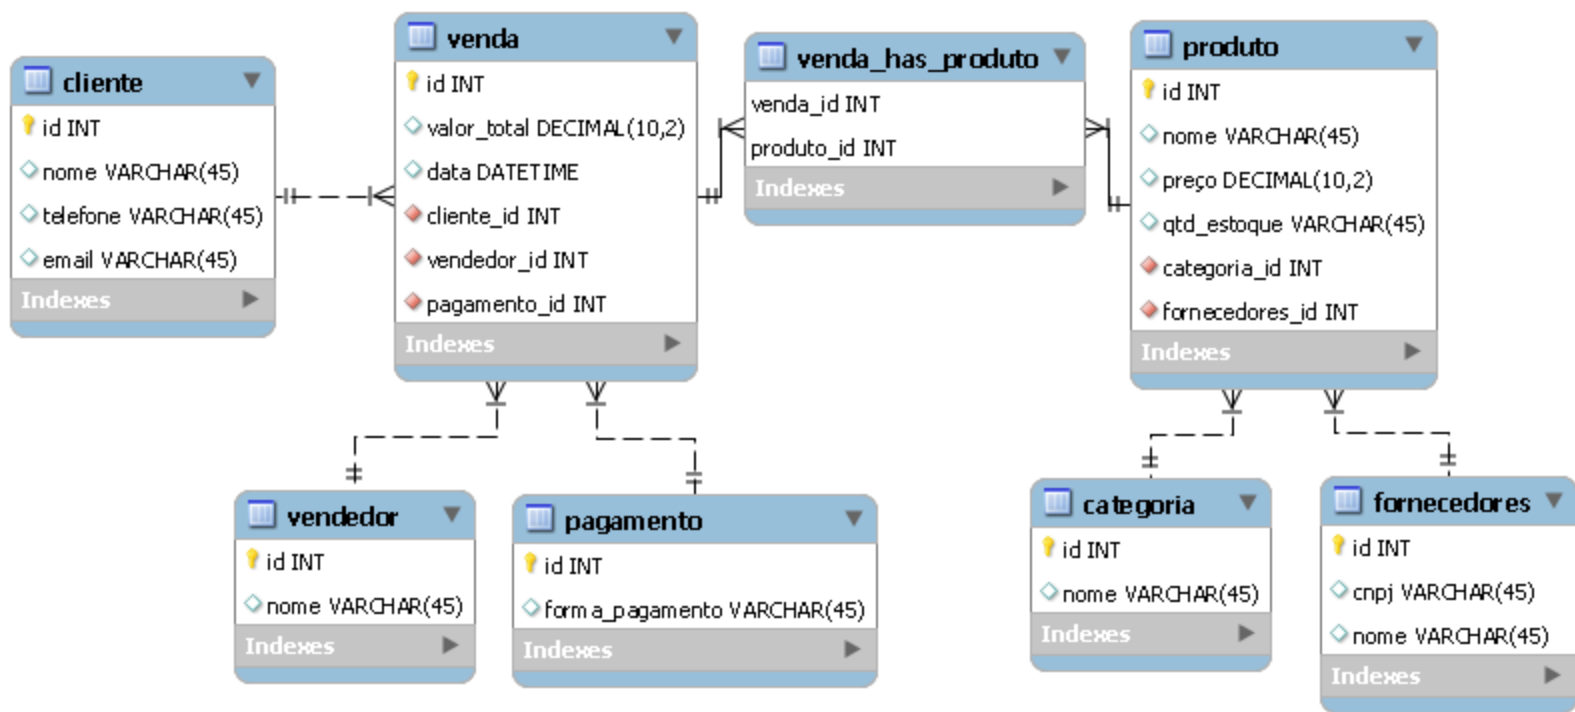 cliente
id INT
nome VARCHAR(45)
telefone VARCHAR(45)
email VARCHAR(45)
Indexes
venda
id INT
valor_total DECIMAL(10,2)
data DATETIME
cliente_id INT
vendedor_id INT
pagamento_id INT
Indexes
venda_has_produto
venda_id INT
produto_id INT
Indexes
produto
id INT
nome VARCHAR(45)
preço DECIMAL(10,2)
qtd_estoque VARCHAR(45)
categoria_id INT
fornecedores_id INT
Indexes
vendedor
id INT
nome VARCHAR(45)
Indexes
pagamento
id INT
forma_pagamento VARCHAR(45)
Indexes
categoria
id INT
nome VARCHAR(45)
Indexes
fornecedores
id INT
cnpj VARCHAR(45)
nome VARCHAR(45)
Indexes